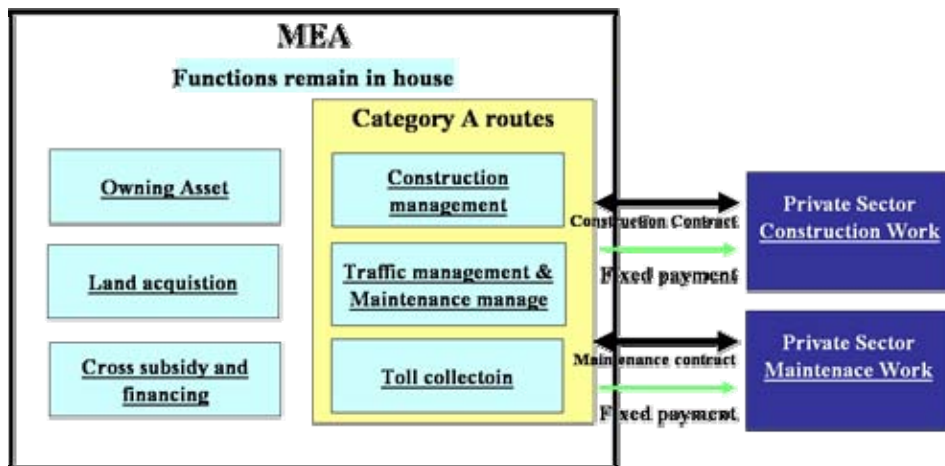 MEA
Functions remain in house
Category A routes
Owning Asset
Land acquistion
Cross subsidy and
financing
Construction
management
Traffic management &
Maintenance manage
Toll collectoin
Construction Contract
Fixed payment
Maintenance contract
Fixed payment
Private Sector
Construction Work
Private Sector
Maintenace Work